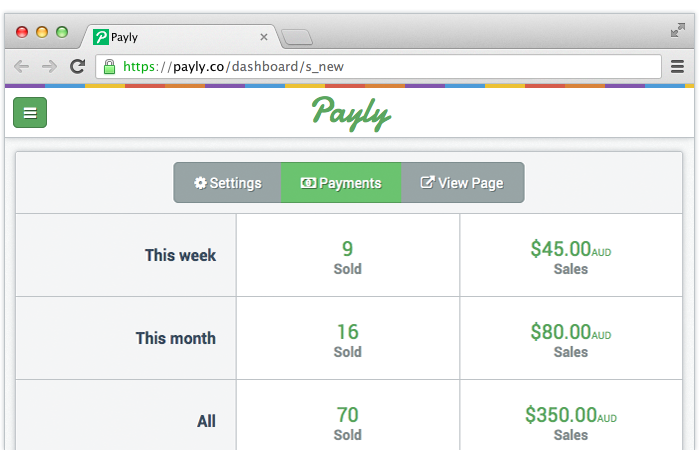 Payly
https://payly.co/dashboard/s_new
Payly
Settings Payments View Page
This week 9 $45.00AUD
Sold Sales
This month 16 $80.00AUD
Sold Sales
All 70 $350.00AUD
Sold Sales